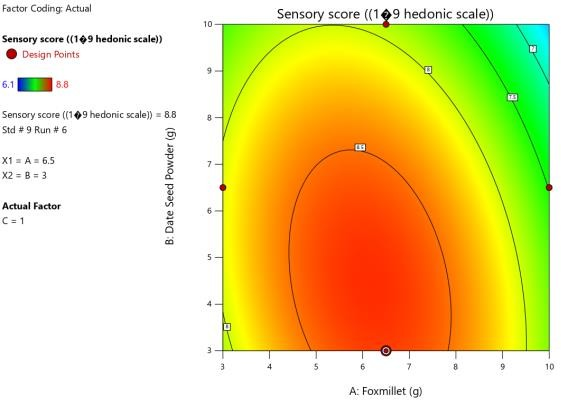 Factor Coding: Actual
Sensory score ((1�9 hedonic scale))
Design Points
6.1 8.8
Sensory score ((1�9 hedonic scale)) = 8.8
Std # 9 Run # 6
X1 = A = 6.5
X2 = B = 3
Actual Factor
C = 1
Sensory score ((1�9 hedonic scale))
B: Date Seed Powder (g)
10
9
8
7
6
5
4
3
7
8
7.5
8.5
8
3 4 5 6 7 8 9 10
A: Foxmillet (g)